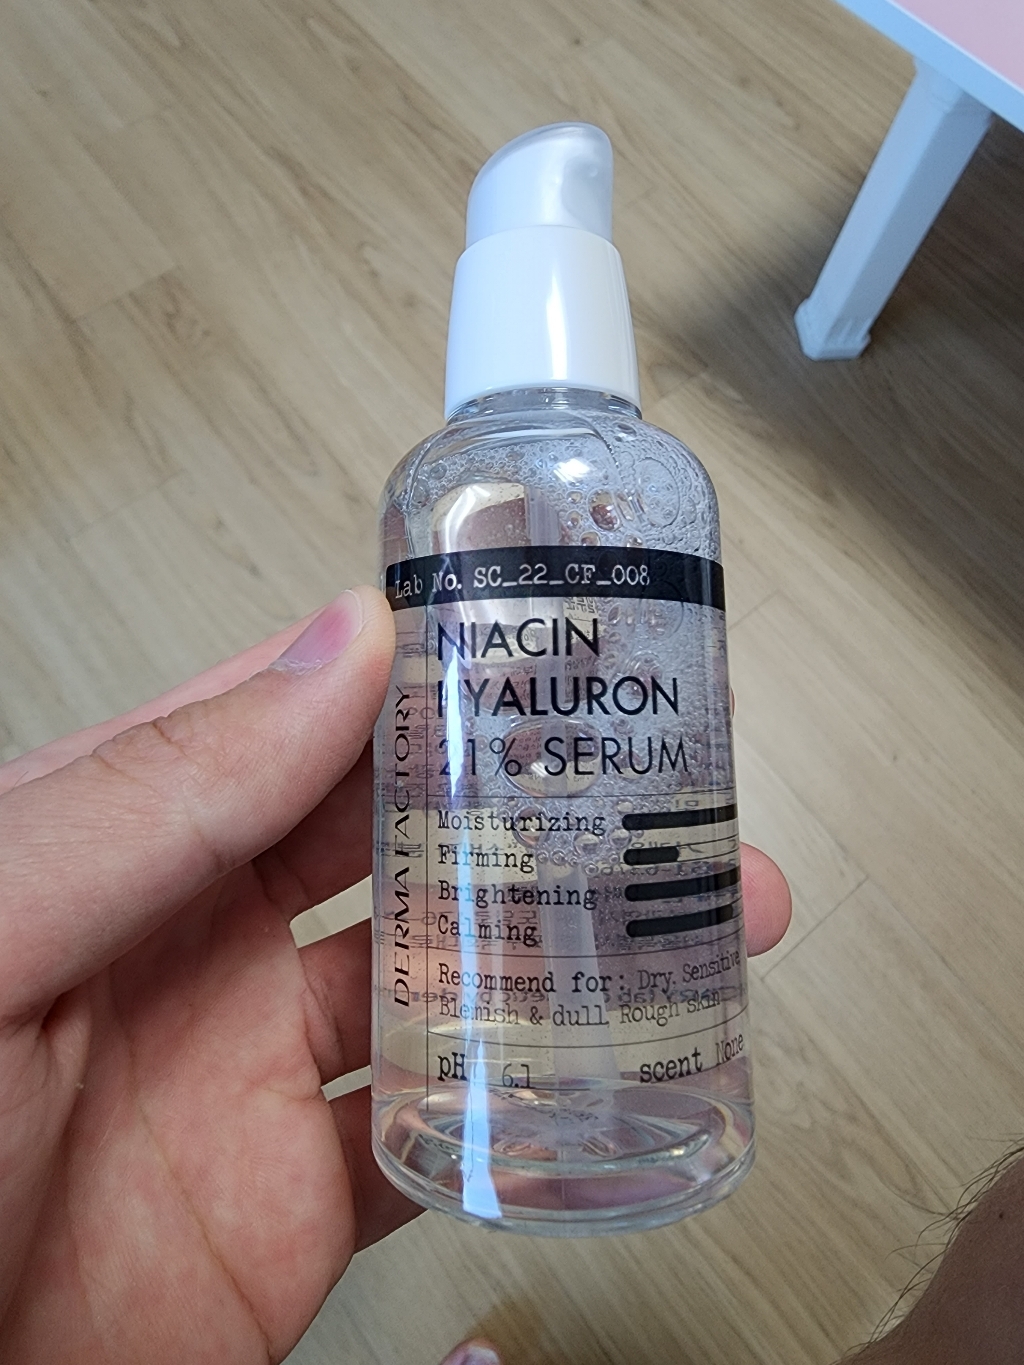 Lab No. SC_22_CF_008
NIACIN
HYALURON
21% SERUM
DERMA FACTORY
Moisturizing
Firming
Brightening
Calming
Recommend for: Dry. Sensitive
Blemish & dull. Rough skin
pH 6.1 scent None